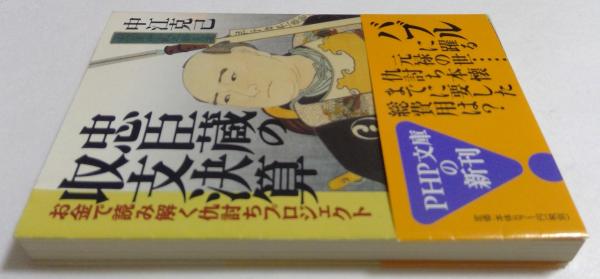 中江克己
忠臣蔵の
収支決算
お金で読み解く仇討ちプロジェクト
バブルに躍る
元禄の世……
仇討ち本懐
までに要した
総費用は?
PHP文庫
の
新刊